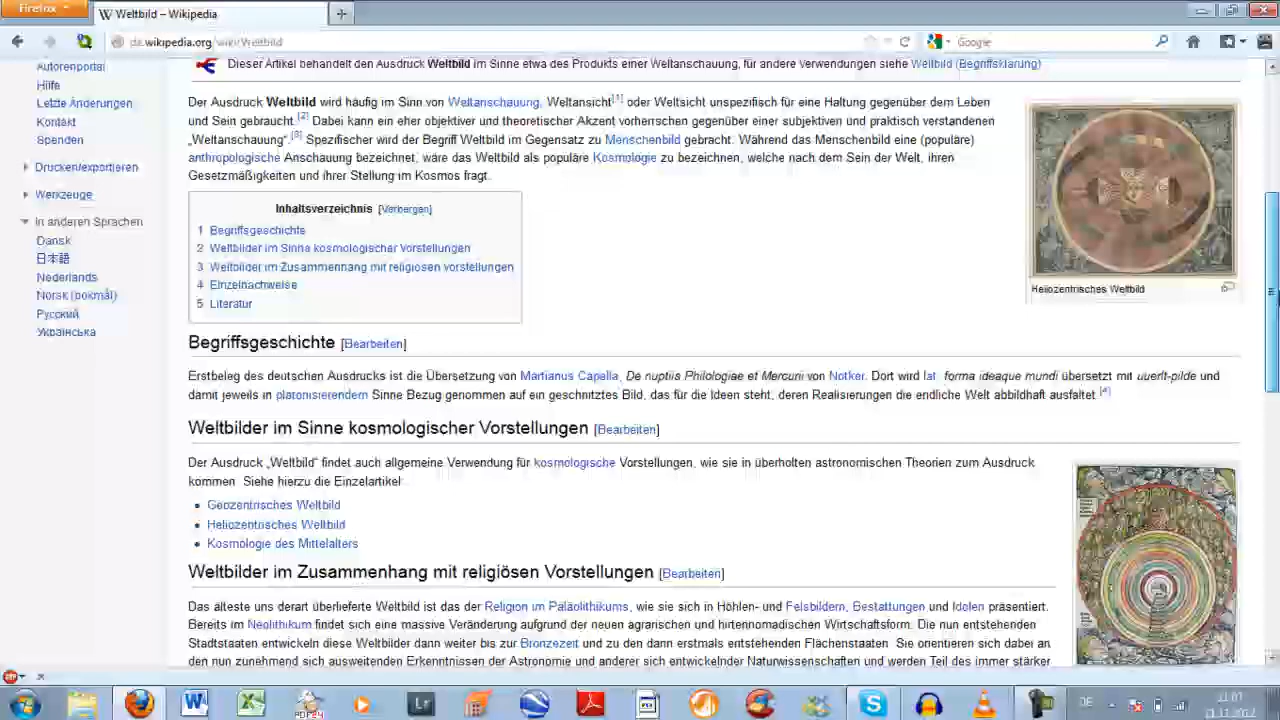 Firefox
Weltbild – Wikipedia
de.wikipedia.org/wiki/Weltbild
Google
Autorenportal
Hilfe
Letzte Änderungen
Kontakt
Spenden
Drucken/exportieren
Werkzeuge
In anderen Sprachen
Dansk
日本語
Nederlands
Norsk (bokmål)
Русский
Українська
Dieser Artikel behandelt den Ausdruck Weltbild im Sinne etwa des Produkts einer Weltanschauung, für andere Verwendungen siehe Weltbild (Begriffsklärung)
Der Ausdruck Weltbild wird häufig im Sinn von Weltanschauung, Weltansicht[1] oder Weltsicht unspezifisch für eine Haltung gegenüber dem Leben
und Sein gebraucht.[2] Dabei kann ein eher objektiver und theoretischer Akzent vorherrschen gegenüber einer subjektiven und praktisch verstandenen
„Weltanschauung“.[3] Spezifischer wird der Begriff Weltbild im Gegensatz zu Menschenbild gebracht. Während das Menschenbild eine (populäre)
anthropologische Anschauung bezeichnet, wäre das Weltbild als populäre Kosmologie zu bezeichnen, welche nach dem Sein der Welt, ihren
Gesetzmäßigkeiten und ihrer Stellung im Kosmos fragt.
Heliozentrisches Weltbild
Inhaltsverzeichnis [Verbergen]
1 Begriffsgeschichte
2 Weltbilder im Sinne kosmologischer Vorstellungen
3 Weltbilder im Zusammenhang mit religiösen Vorstellungen
4 Einzelnachweise
5 Literatur
Begriffsgeschichte [Bearbeiten]
Erstbeleg des deutschen Ausdrucks ist die Übersetzung von Martianus Capella, De nuptiis Philologiae et Mercurii von Notker. Dort wird lat. forma ideaque mundi übersetzt mit uuerlt-pilde und
damit jeweils in platonisierendem Sinne Bezug genommen auf ein geschnitztes Bild, das für die Ideen steht, deren Realisierungen die endliche Welt abbildhaft ausfaltet.[4]
Weltbilder im Sinne kosmologischer Vorstellungen [Bearbeiten]
Der Ausdruck „Weltbild“ findet auch allgemeine Verwendung für kosmologische Vorstellungen, wie sie in überholten astronomischen Theorien zum Ausdruck
kommen. Siehe hierzu die Einzelartikel:
Geozentrisches Weltbild
Heliozentrisches Weltbild
Kosmologie des Mittelalters
Weltbilder im Zusammenhang mit religiösen Vorstellungen [Bearbeiten]
Das älteste uns derart überlieferte Weltbild ist das der Religion im Paläolithikums, wie sie sich in Höhlen- und Felsbildern, Bestattungen und Idolen präsentiert.
Bereits im Neolithikum findet sich eine massive Veränderung aufgrund der neuen agrarischen und hirtennomadischen Wirtschaftsform. Die nun entstehenden
Stadtstaaten entwickeln diese Weltbilder dann weiter bis zur Bronzezeit und zu den dann erstmals entstehenden Flächenstaaten. Sie orientieren sich dabei an
den nun zunehmend sich ausweitenden Erkenntnissen der Astronomie und anderer sich entwickelnder Naturwissenschaften und werden Teil des immer stärker
PDF24
Lr
DE